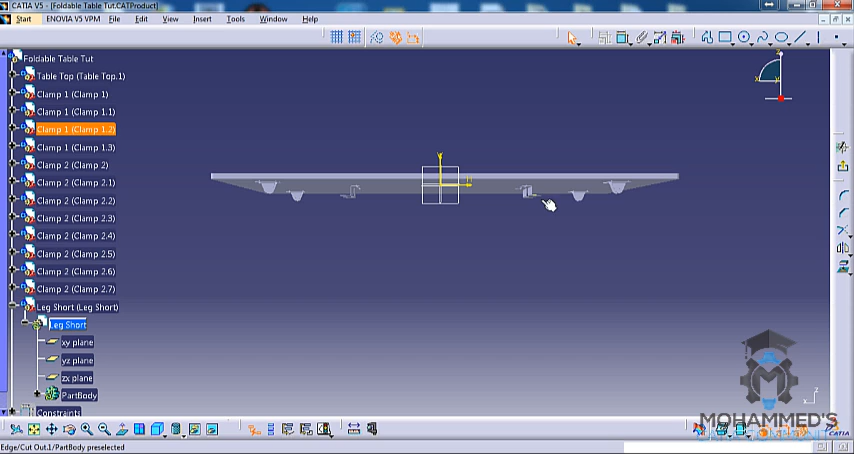 CATIA V5 - [Foldable Table Tut.CATProduct]
Start ENOVIA V5 VPM File Edit View Insert Tools Window Help
Foldable Table Tut
Table Top (Table Top.1)
Clamp 1 (Clamp 1)
Clamp 1 (Clamp 1.1)
Clamp 1 (Clamp 1.2)
Clamp 1 (Clamp 1.3)
Clamp 2 (Clamp 2)
Clamp 2 (Clamp 2.1)
Clamp 2 (Clamp 2.2)
Clamp 2 (Clamp 2.3)
Clamp 2 (Clamp 2.4)
Clamp 2 (Clamp 2.5)
Clamp 2 (Clamp 2.6)
Clamp 2 (Clamp 2.7)
Leg Short (Leg Short)
Leg Short
xy plane
yz plane
zx plane
PartBody
Constraints
V
H
MOHAMMED'S
CATIA
Edge/Cut Out.1/PartBody preselected